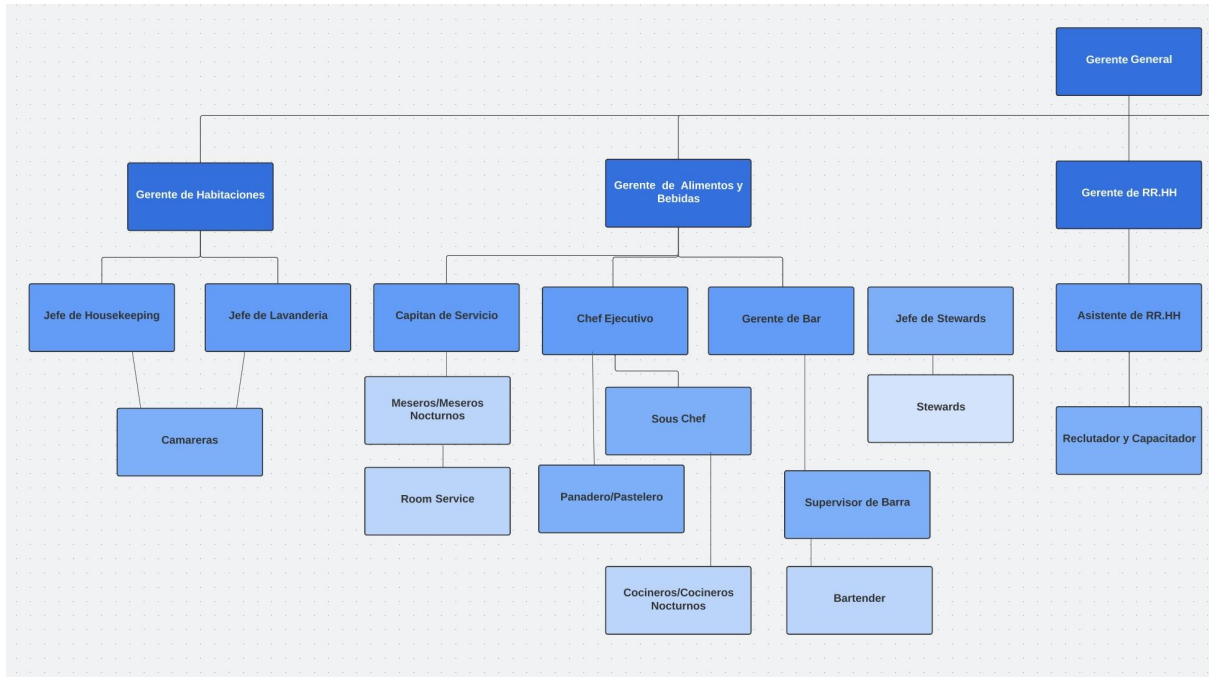 Gerente General
Gerente de Habitaciones
Gerente de Alimentos y
Bebidas
Gerente de RR.HH
Jefe de Housekeeping
Jefe de Lavanderia
Capitan de Servicio
Chef Ejecutivo
Gerente de Bar
Jefe de Stewards
Asistente de RR.HH
Meseros/Meseros
Nocturnos
Sous Chef
Stewards
Camareras
Reclutador y Capacitador
Room Service
Panadero/Pastelero
Supervisor de Barra
Cocineros/Cocineros
Nocturnos
Bartender